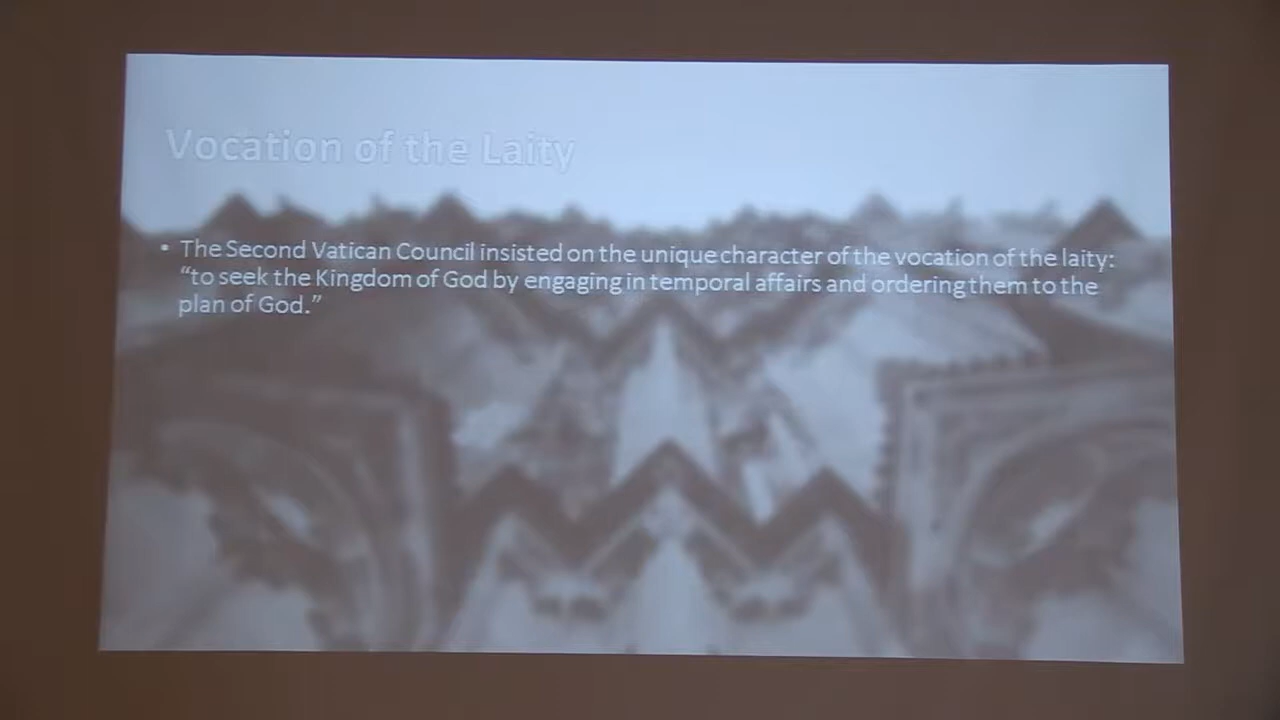 Vocation of the Laity
• The Second Vatican Council insisted on the unique character of the vocation of the laity:
“to seek the Kingdom of God by engaging in temporal affairs and ordering them to the
plan of God.”